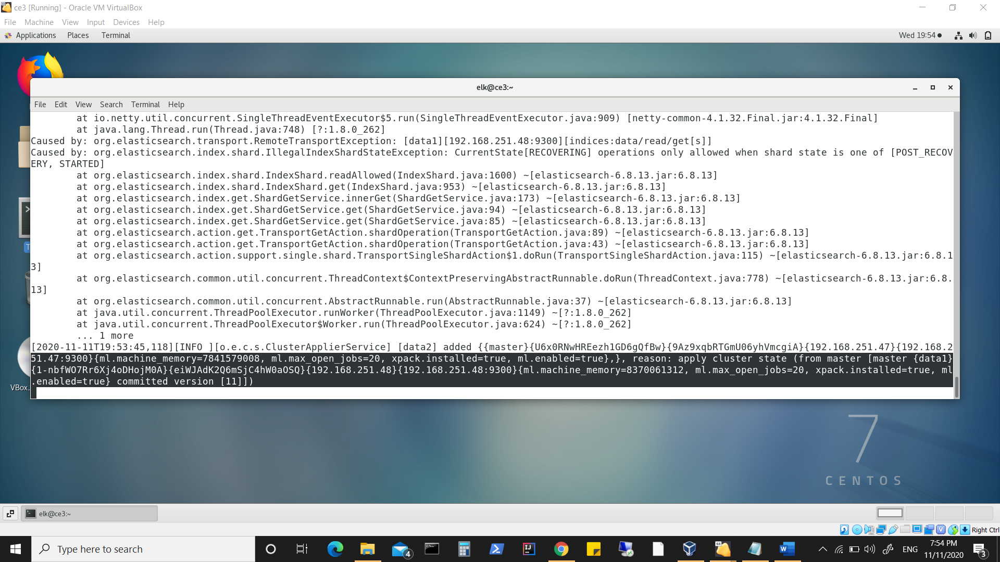 ce3 [Running] - Oracle VM VirtualBox
File Machine View Input Devices Help
Applications Places Terminal Wed 19:54
elk@ce3:~
File Edit View Search Terminal Help
at io.netty.util.concurrent.SingleThreadEventExecutor$5.run(SingleThreadEventExecutor.java:909) [netty-common-4.1.32.Final.jar:4.1.32.Final]
at java.lang.Thread.run(Thread.java:748) [?:1.8.0_262]
Caused by: org.elasticsearch.transport.RemoteTransportException: [data1][192.168.251.48:9300][indices:data/read/get[s]]
Caused by: org.elasticsearch.index.shard.IllegalIndexShardStateException: CurrentState[RECOVERING] operations only allowed when shard state is one of [POST_RECOV
ERY, STARTED]
at org.elasticsearch.index.shard.IndexShard.readAllowed(IndexShard.java:1600) ~[elasticsearch-6.8.13.jar:6.8.13]
at org.elasticsearch.index.shard.IndexShard.get(IndexShard.java:953) ~[elasticsearch-6.8.13.jar:6.8.13]
at org.elasticsearch.index.get.ShardGetService.innerGet(ShardGetService.java:173) ~[elasticsearch-6.8.13.jar:6.8.13]
at org.elasticsearch.index.get.ShardGetService.get(ShardGetService.java:94) ~[elasticsearch-6.8.13.jar:6.8.13]
at org.elasticsearch.index.get.ShardGetService.get(ShardGetService.java:85) ~[elasticsearch-6.8.13.jar:6.8.13]
at org.elasticsearch.action.get.TransportGetAction.shardOperation(TransportGetAction.java:89) ~[elasticsearch-6.8.13.jar:6.8.13]
at org.elasticsearch.action.get.TransportGetAction.shardOperation(TransportGetAction.java:43) ~[elasticsearch-6.8.13.jar:6.8.13]
at org.elasticsearch.action.support.single.shard.TransportSingleShardAction$1.doRun(TransportSingleShardAction.java:115) ~[elasticsearch-6.8.13.jar:6.8.1
3]
at org.elasticsearch.common.util.concurrent.ThreadContext$ContextPreservingAbstractRunnable.doRun(ThreadContext.java:778) ~[elasticsearch-6.8.13.jar:6.8.
13]
at org.elasticsearch.common.util.concurrent.AbstractRunnable.run(AbstractRunnable.java:37) ~[elasticsearch-6.8.13.jar:6.8.13]
at java.util.concurrent.ThreadPoolExecutor.runWorker(ThreadPoolExecutor.java:1149) ~[?:1.8.0_262]
at java.util.concurrent.ThreadPoolExecutor$Worker.run(ThreadPoolExecutor.java:624) ~[?:1.8.0_262]
... 1 more
[2020-11-11T19:53:45,118][INFO ][o.e.c.s.ClusterApplierService] [data2] added {{master}{U6x0RNwHREezh1GD6gQfBw}{9Az9xqbRTGmU06yhVmcgiA}{192.168.251.47}{192.168.2
51.47:9300}{ml.machine_memory=7841579008, ml.max_open_jobs=20, xpack.installed=true, ml.enabled=true},}, reason: apply cluster state (from master [master {data1}
{1-nbfWO7Rr6Xj4oDHojM0A}{eiWJAdK2Q6mSjC4hW0aOSQ}{192.168.251.48}{192.168.251.48:9300}{ml.machine_memory=8370061312, ml.max_open_jobs=20, xpack.installed=true, ml
.enabled=true} committed version [11]])
VBox_
7
CENTOS
elk@ce3:~
Right Ctrl
Type here to search
4
ENG
7:54 PM
11/11/2020
3